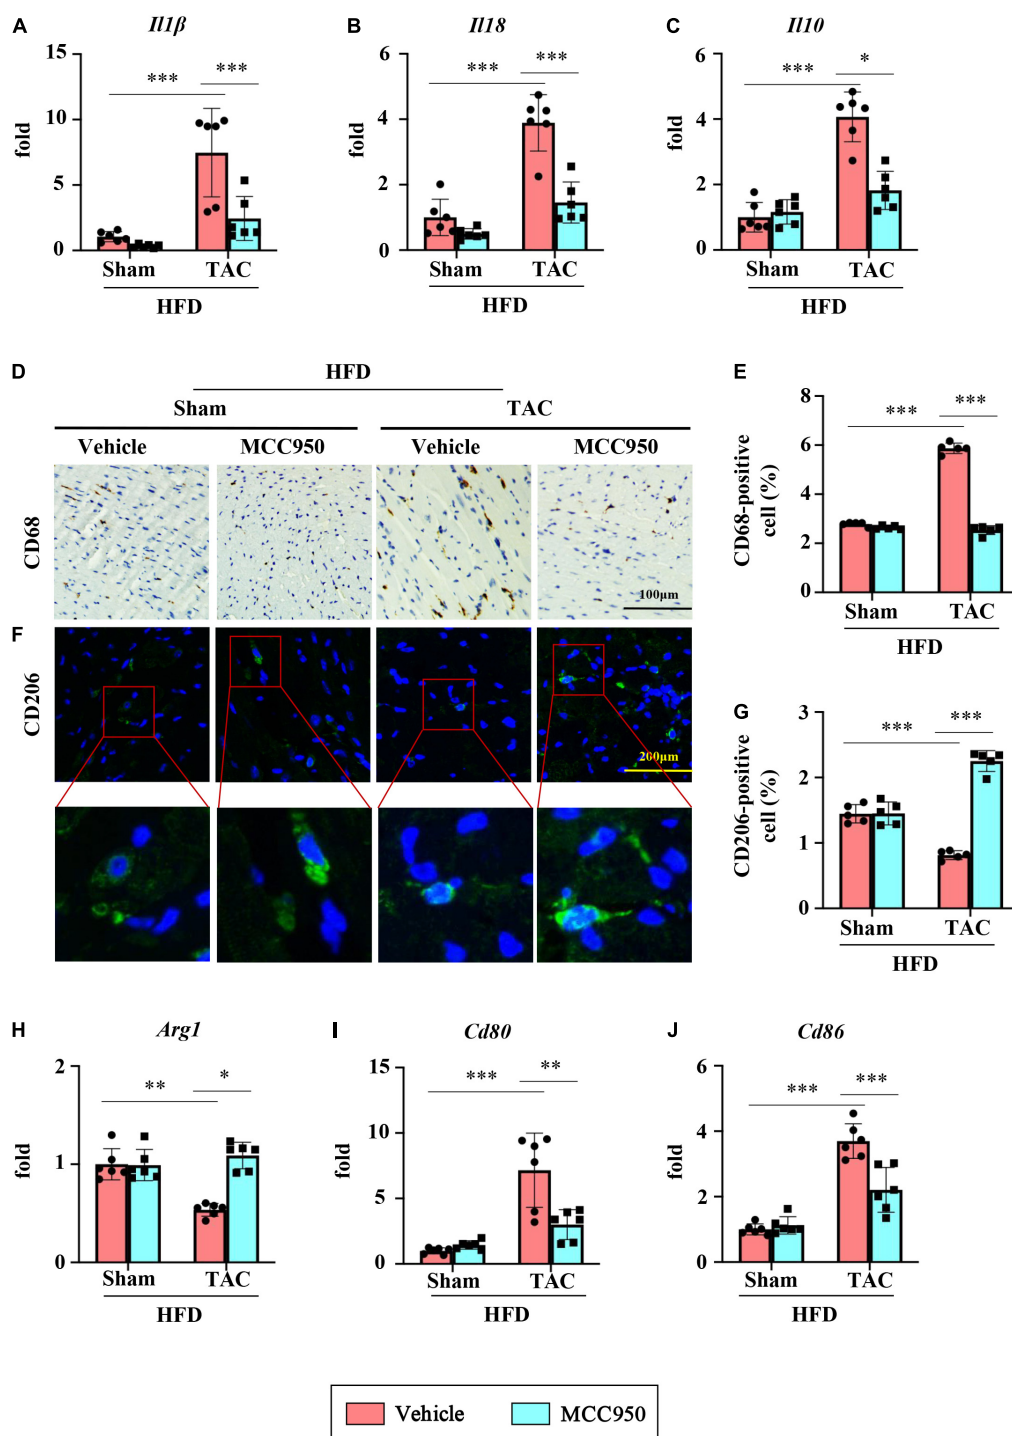 A Il1β
fold
15
10
5
0
*** ***
Sham TAC
HFD
B Il18
fold
6
4
2
0
*** ***
Sham TAC
HFD
C Il10
fold
6
4
2
0
*** *
Sham TAC
HFD
D HFD
Sham TAC
Vehicle MCC950 Vehicle MCC950
CD68
100μm
E
CD68-positive
cell (%)
8
6
4
2
0
*** ***
Sham TAC
HFD
F
CD206
200μm
G
CD206-positive
cell (%)
3
2
1
0
*** ***
Sham TAC
HFD
H Arg1
fold
2
1
0
** *
Sham TAC
HFD
I Cd80
fold
15
10
5
0
*** **
Sham TAC
HFD
J Cd86
fold
6
4
2
0
*** ***
Sham TAC
HFD
Vehicle MCC950